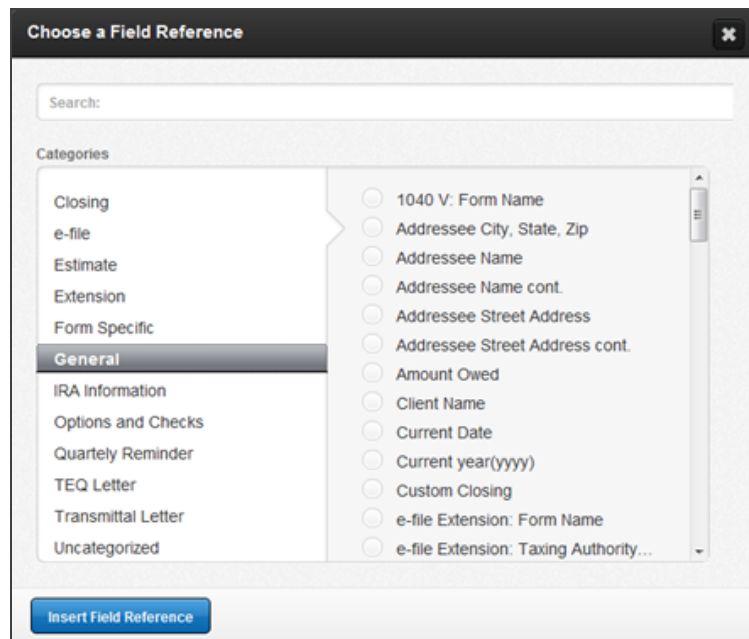 Choose a Field Reference
Search:
Categories
Closing
e-file
Estimate
Extension
Form Specific
General
IRA Information
Options and Checks
Quartely Reminder
TEQ Letter
Transmittal Letter
Uncategorized
1040 V: Form Name
Addressee City, State, Zip
Addressee Name
Addressee Name cont.
Addressee Street Address
Addressee Street Address cont.
Amount Owed
Client Name
Current Date
Current year(yyyy)
Custom Closing
e-file Extension: Form Name
e-file Extension: Taxing Authority...
Insert Field Reference